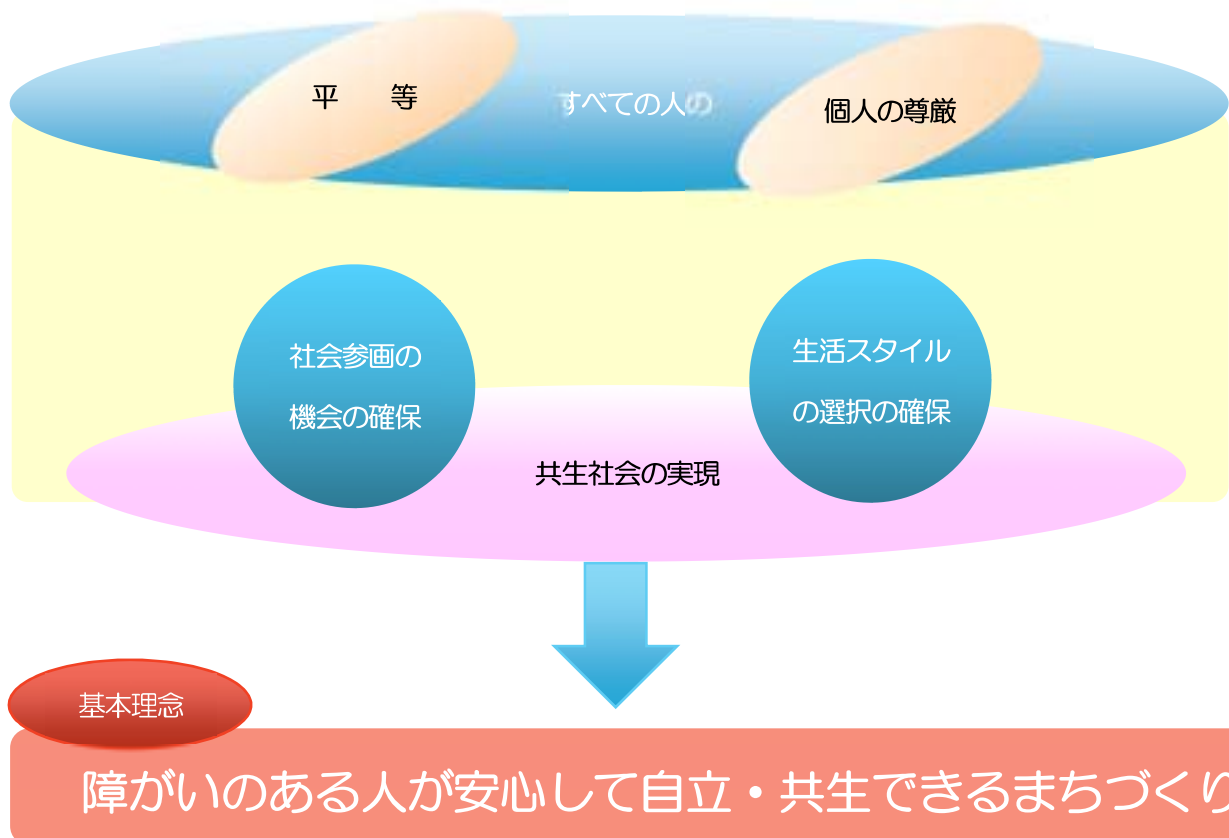 平　等
すべての人の
個人の尊厳
社会参画の
機会の確保
生活スタイル
の選択の確保
共生社会の実現
基本理念
障がいのある人が安心して自立・共生できるまちづくり